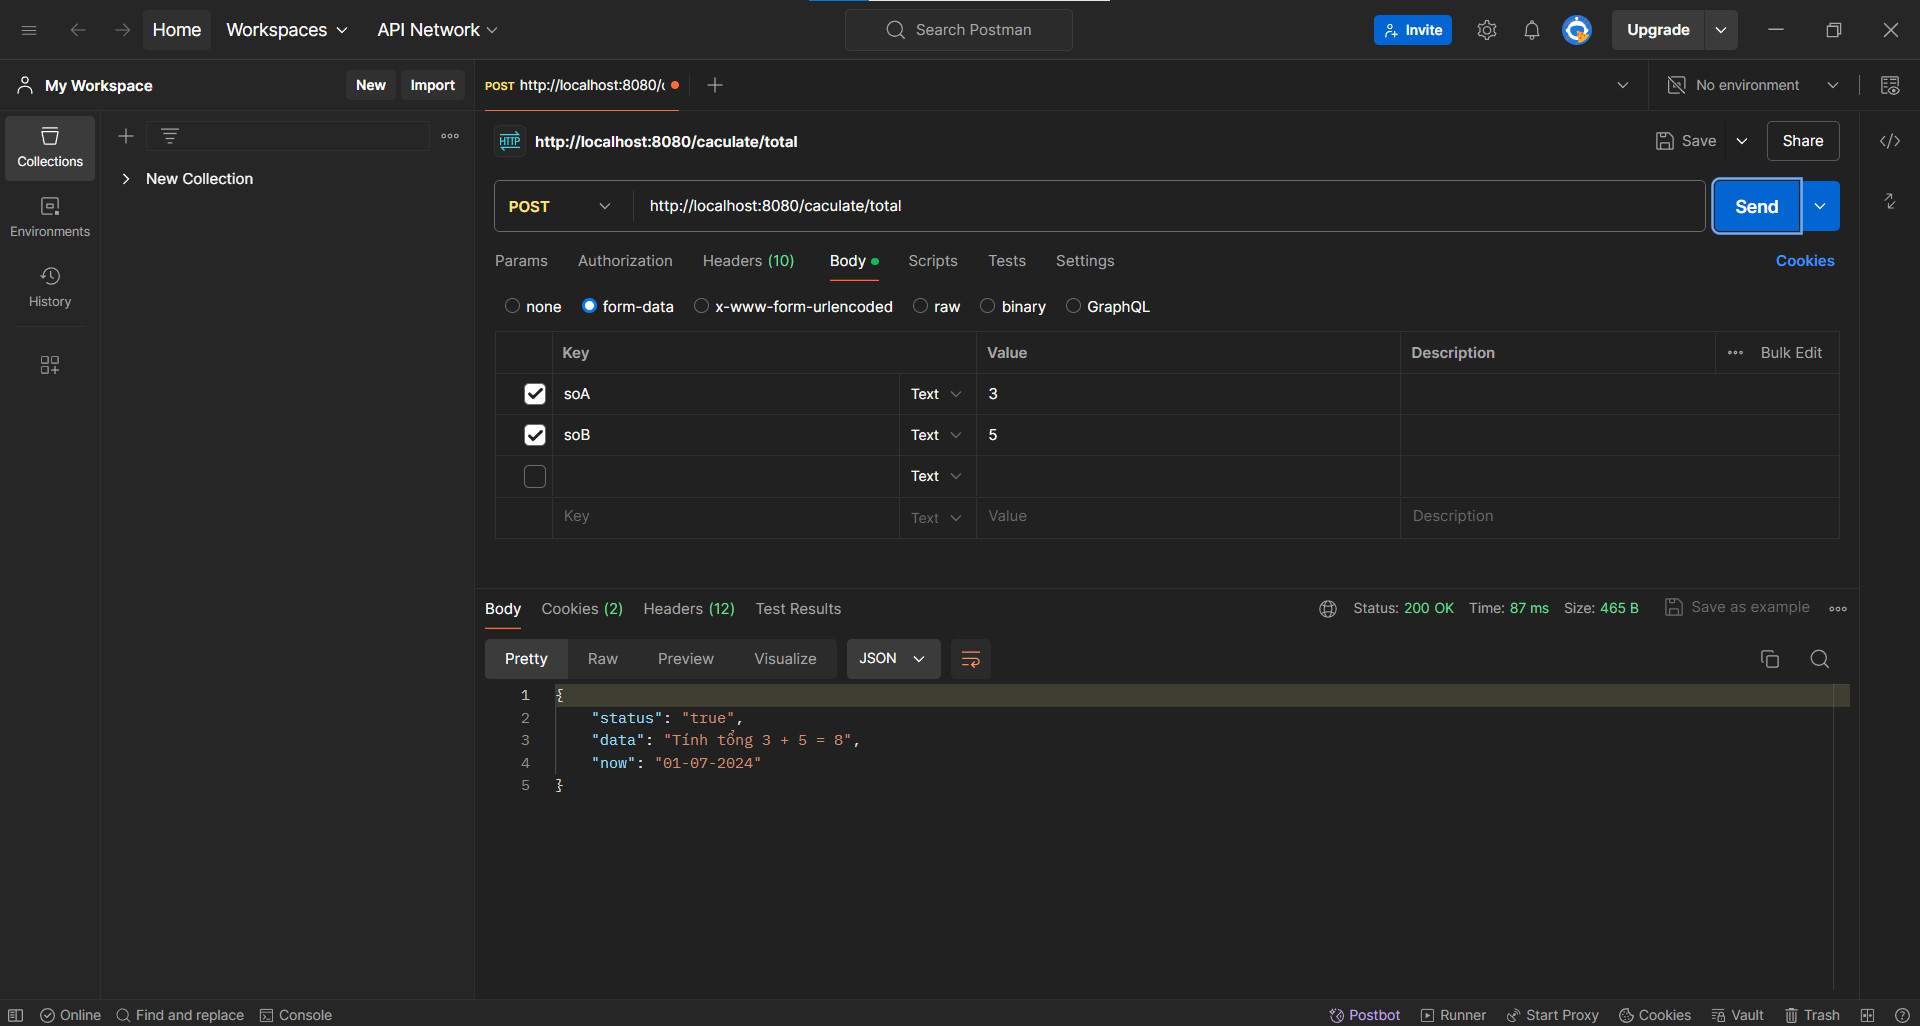 Home
Workspaces
API Network
Search Postman
Invite
Upgrade
My Workspace
New
Import
POST http://localhost:8080/
No environment
Collections
New Collection
HTTP http://localhost:8080/caculate/total
Save
Share
POST
http://localhost:8080/caculate/total
Send
Environments
History
Params
Authorization
Headers (10)
Body
Scripts
Tests
Settings
Cookies
none
form-data
x-www-form-urlencoded
raw
binary
GraphQL
Key
Value
Description
Bulk Edit
soA
Text
3
soB
Text
5
Text
Key
Text
Value
Description
Body
Cookies (2)
Headers (12)
Test Results
Status: 200 OK
Time: 87 ms
Size: 465 B
Save as example
Pretty
Raw
Preview
Visualize
JSON
1 {
2 "status": "true",
3 "data": "Tính tổng 3 + 5 = 8",
4 "now": "01-07-2024"
5 }
Online
Find and replace
Console
Postbot
Runner
Start Proxy
Cookies
Vault
Trash